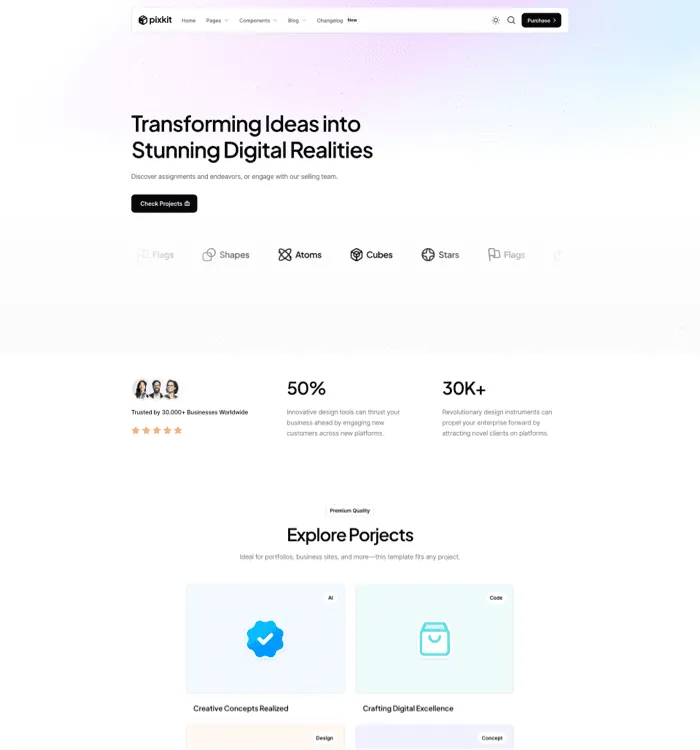 pixkit Home Pages Components Blog Changelog New Purchase
Transforming Ideas into
Stunning Digital Realities
Discover assignments and endeavors, or engage with our selling team.
Check Projects
Flags Shapes Atoms Cubes Stars Flags
Trusted by 30.000+ Businesses Worldwide
50%
Innovative design tools can thrust your
business ahead by engaging new
customers across new platforms.
30K+
Revolutionary design instruments can
propel your enterprise forward by
attracting novel clients on platforms.
Premium Quality
Explore Porjects
Ideal for portfolios, business sites, and more—this template fits any project.
AI
Creative Concepts Realized
Code
Crafting Digital Excellence
Design
Concept